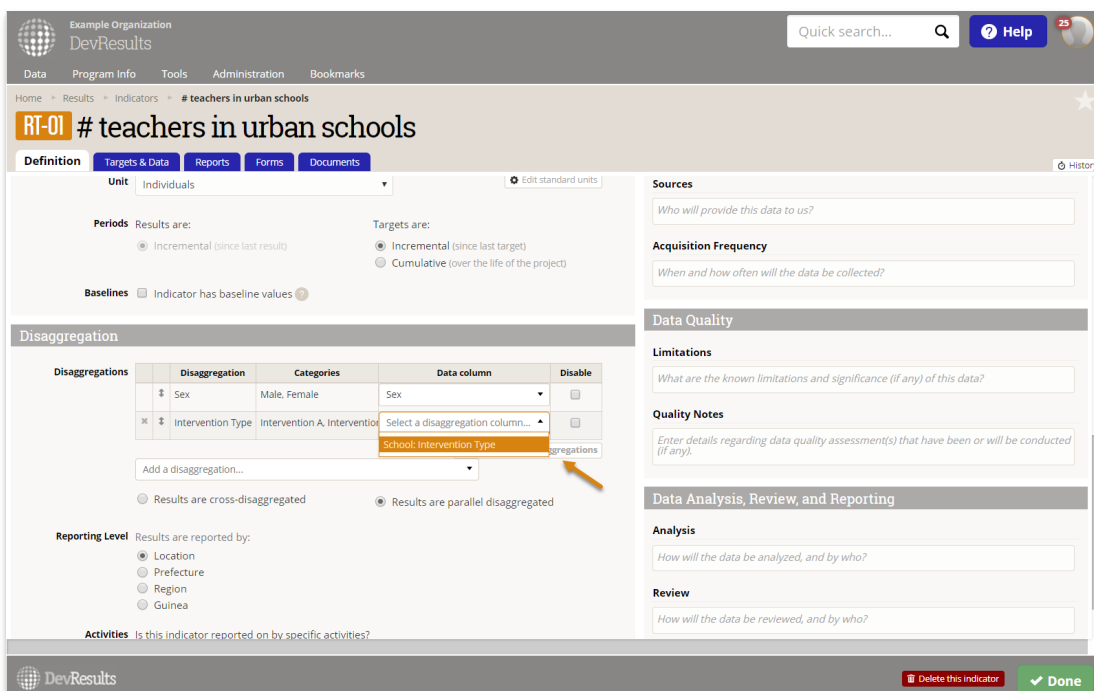 Example Organization
DevResults
Quick search...
Help
25
Data Program Info Tools Administration Bookmarks
Home Results Indicators # teachers in urban schools
RT-01 # teachers in urban schools
Definition Targets & Data Reports Forms Documents
Histor
Unit Individuals Edit standard units
Periods Results are: Targets are:
Incremental (since last result) Incremental (since last target)
Cumulative (over the life of the project)
Baselines Indicator has baseline values ?
Disaggregation
Disaggregations Disaggregation Categories Data column Disable
Sex Male, Female Sex
Intervention Type Intervention A, Intervention Select a disaggregation column...
School: Intervention Type
ggregations
Add a disaggregation...
Results are cross-disaggregated Results are parallel disaggregated
Reporting Level Results are reported by:
Location
Prefecture
Region
Guinea
Activities Is this indicator reported on by specific activities?
Sources
Who will provide this data to us?
Acquisition Frequency
When and how often will the data be collected?
Data Quality
Limitations
What are the known limitations and significance (if any) of this data?
Quality Notes
Enter details regarding data quality assessment(s) that have been or will be conducted
(if any).
Data Analysis, Review, and Reporting
Analysis
How will the data be analyzed, and by who?
Review
How will the data be reviewed, and by who?
DevResults
Delete this indicator
Done